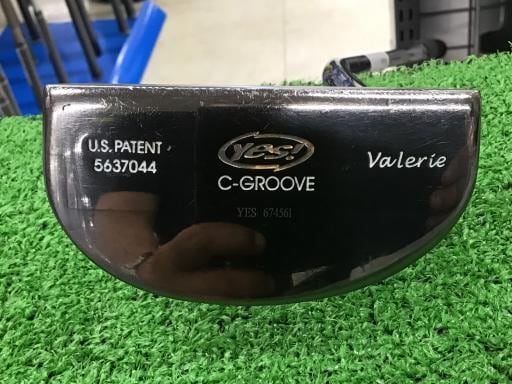 U.S. PATENT
5637044
yes!
C-GROOVE
Valerie
YES 674561